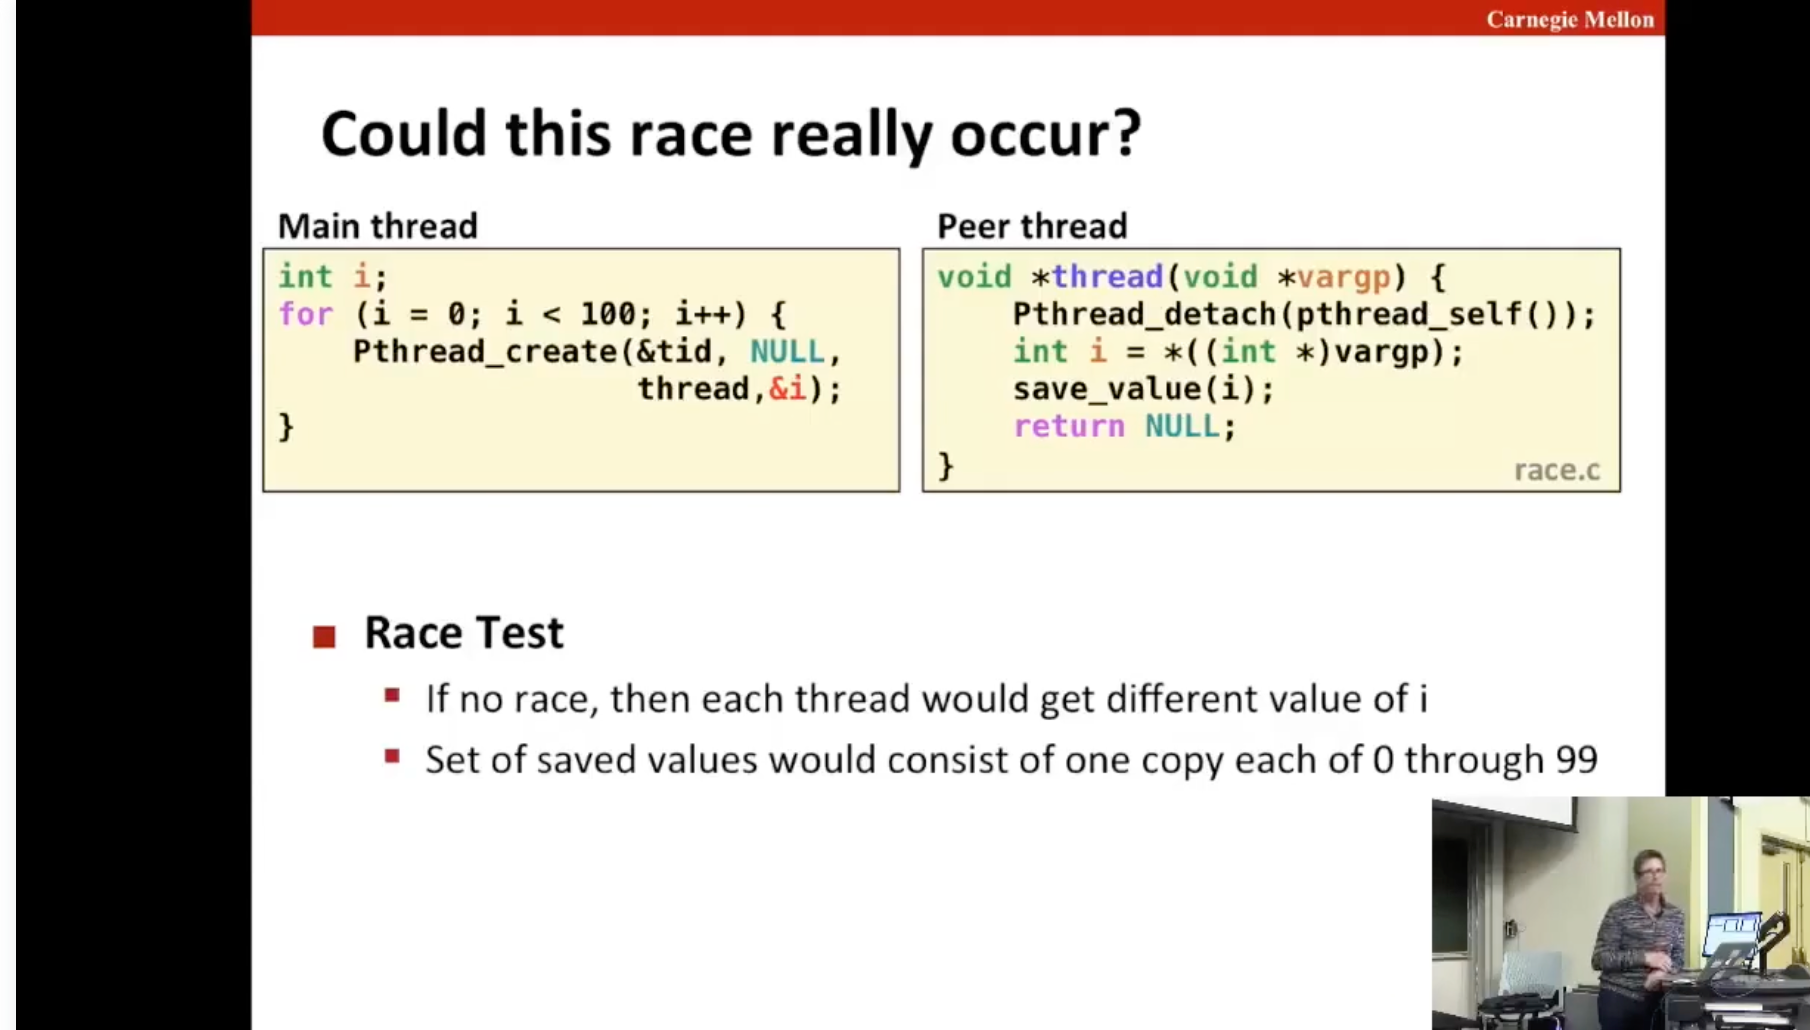 Carnegie Mellon
Could this race really occur?
Main thread
int i;
for (i = 0; i < 100; i++) {
    Pthread_create(&tid, NULL,
                   thread,&i);
}
Peer thread
void *thread(void *vargp) {
    Pthread_detach(pthread_self());
    int i = *((int *)vargp);
    save_value(i);
    return NULL;
}
race.c
Race Test
If no race, then each thread would get different value of i
Set of saved values would consist of one copy each of 0 through 99